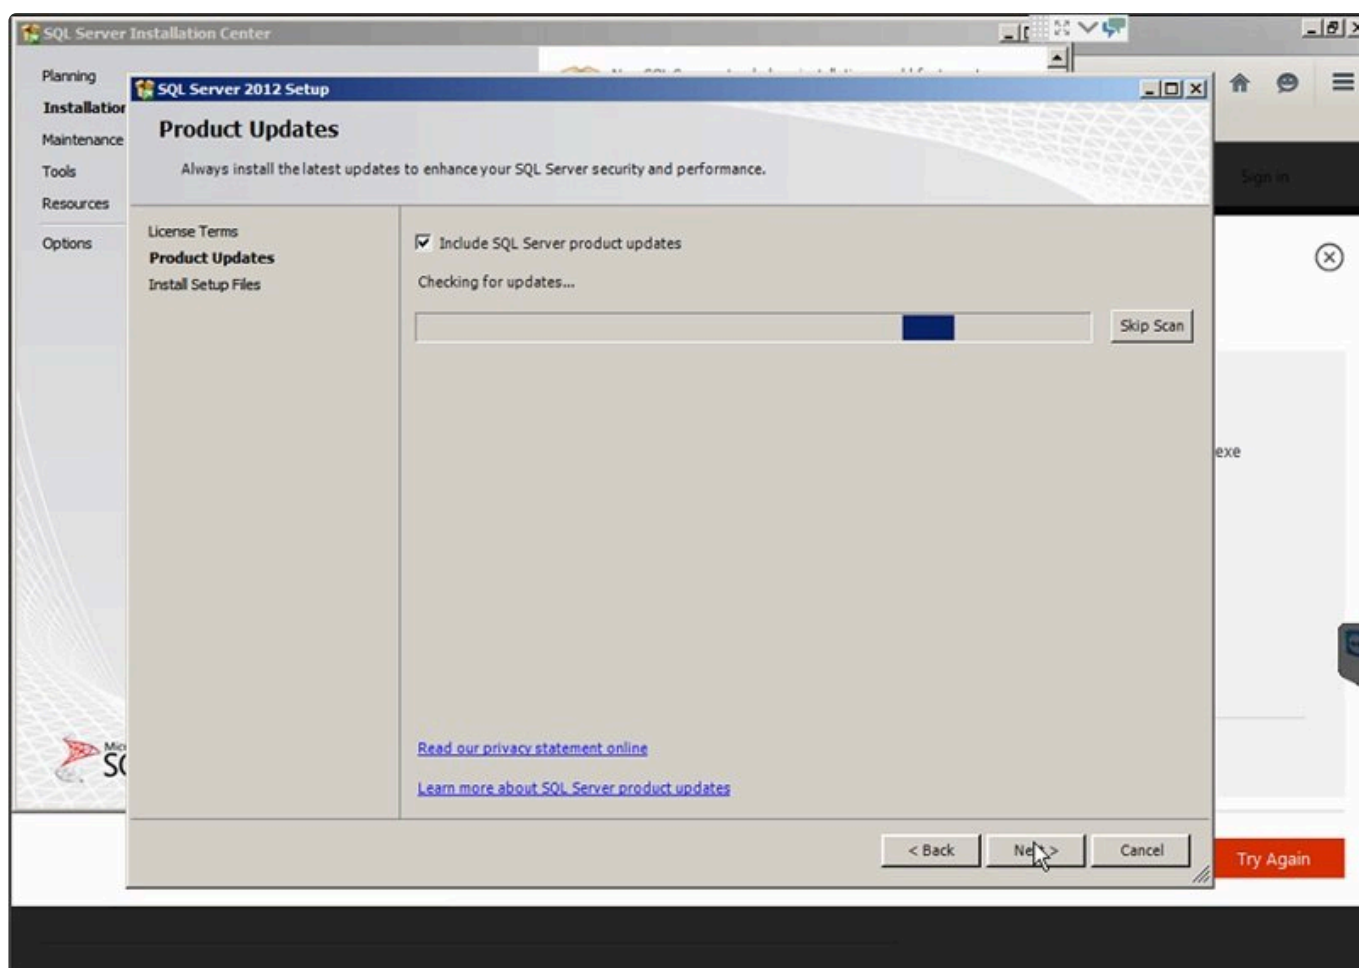 SQL Server Installation Center
Planning
Installation
Maintenance
Tools
Resources
Options
SQL Server 2012 Setup
Product Updates
Always install the latest updates to enhance your SQL Server security and performance.
License Terms
Product Updates
Install Setup Files
Include SQL Server product updates
Checking for updates...
Skip Scan
Read our privacy statement online
Learn more about SQL Server product updates
< Back
Next >
Cancel
Sign in
exe
Try Again